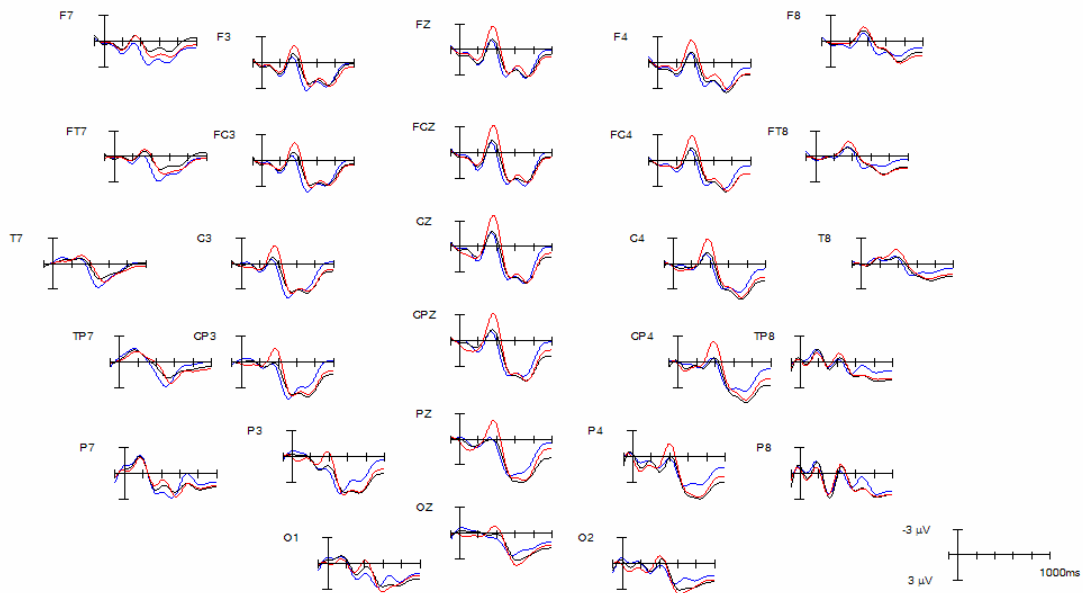 F7 F3 FZ F4 F8
FT7 FC3 FCZ FC4 FT8
T7 C3 CZ C4 T8
TP7 CP3 CPZ CP4 TP8
P7 P3 PZ P4 P8
O1 OZ O2
-3 µV
1000ms
3 µV